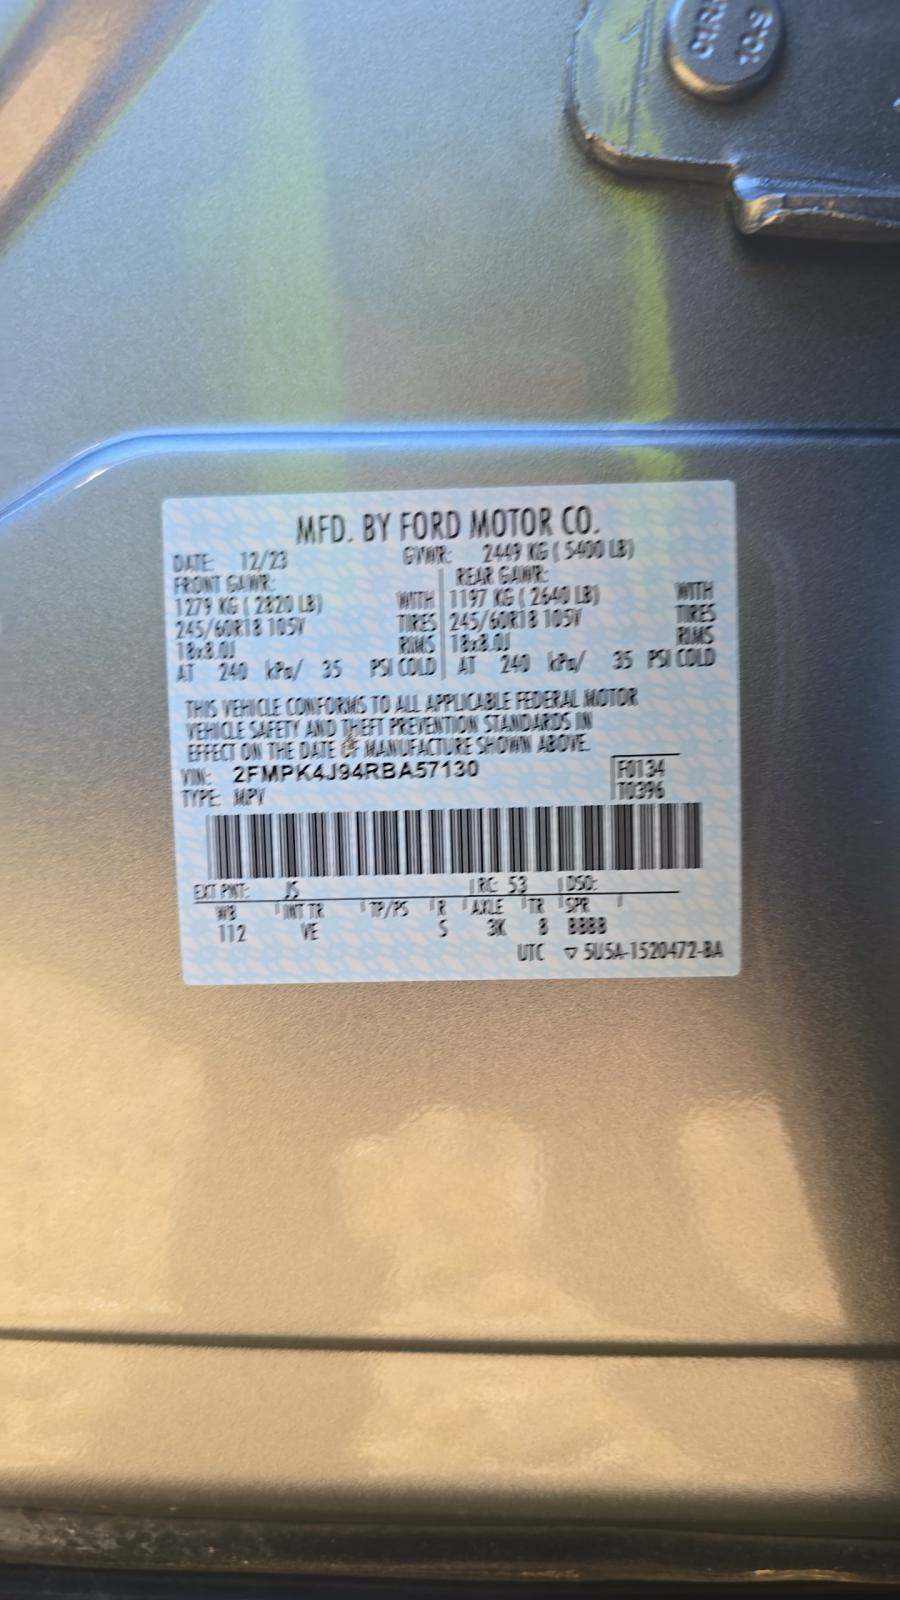 MFD. BY FORD MOTOR CO.
DATE: 12/23 GVWR: 2449 KG ( 5400 LB)
FRONT GAWR: REAR GAWR:
1279 KG ( 2820 LB) WITH 1197 KG ( 2640 LB) WITH
245/60R18 105V TIRES 245/60R18 105V TIRES
18x8.0J RIMS 18x8.0J RIMS
AT 240 kPa/ 35 PSI COLD AT 240 kPa/ 35 PSI COLD
THIS VEHICLE CONFORMS TO ALL APPLICABLE FEDERAL MOTOR
VEHICLE SAFETY AND THEFT PREVENTION STANDARDS IN
EFFECT ON THE DATE OF MANUFACTURE SHOWN ABOVE.
VIN: 2FMPK4J94RBA57130 F0134
TYPE: MPV T0396
EXT PNT: JS RC: 53 DSO:
WB INT TR TP/PS R AXLE TR SPR
112 VE S 3K 8 BBBB
UTC ▽ 5U5A-1520472-BA